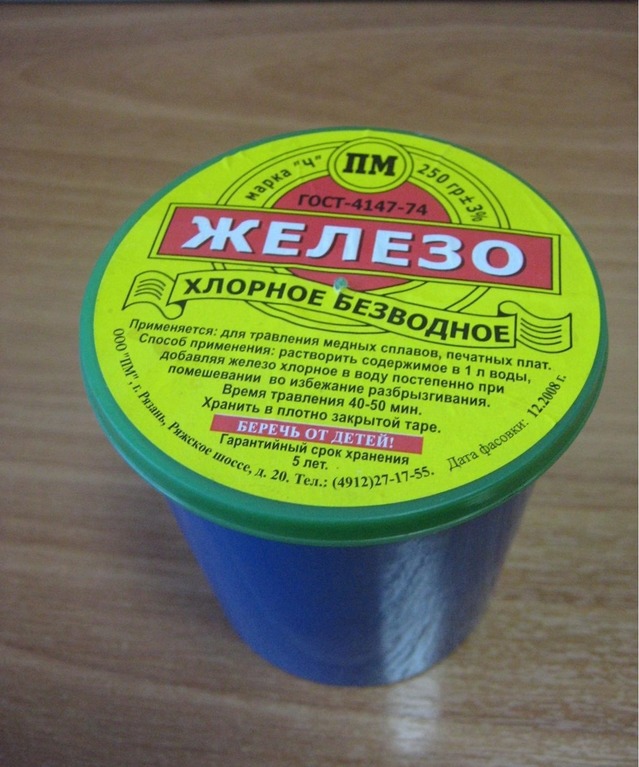 марка "Ч"
ПМ
250 гр±3%
ГОСТ-4147-74
ЖЕЛЕЗО
ХЛОРНОЕ БЕЗВОДНОЕ
Применяется: для травления медных сплавов, печатных плат.
Способ применения: растворить содержимое в 1 л воды,
добавляя железо хлорное в воду постепенно при
помешевании во избежание разбрызгивания.
Время травления 40-50 мин.
Хранить в плотно закрытой таре.
БЕРЕЧЬ ОТ ДЕТЕЙ!
Гарантийный срок хранения
5 лет.
ООО "ПМ", г. Рязань, Ряжское шоссе, д. 20. Тел.: (4912)27-17-55.
Дата фасовки: 12.2008 г.